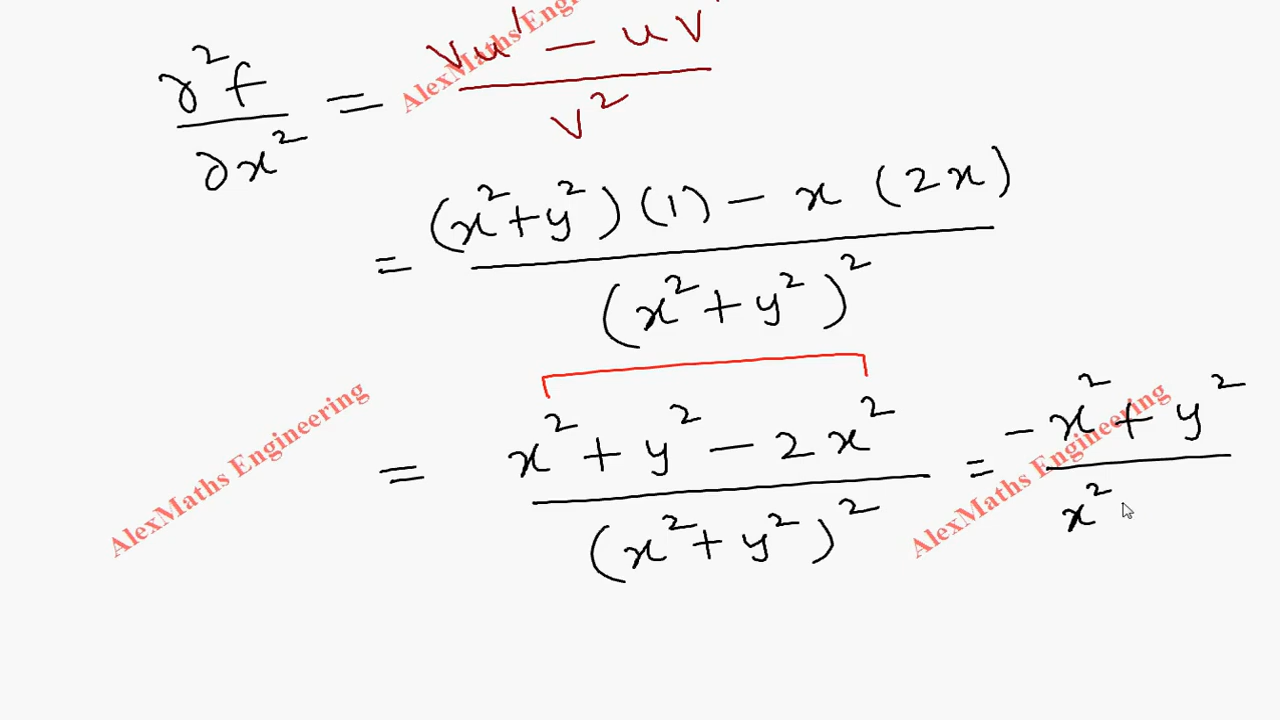 ∂²f/∂x² = (vu' − uv')/v²
= ((x²+y²)(1) − x(2x))/(x²+y²)²
= (x²+y²−2x²)/(x²+y²)² = (−x²+y²)/x²
AlexMaths Engineering
AlexMaths Engineering
AlexMaths Engineering